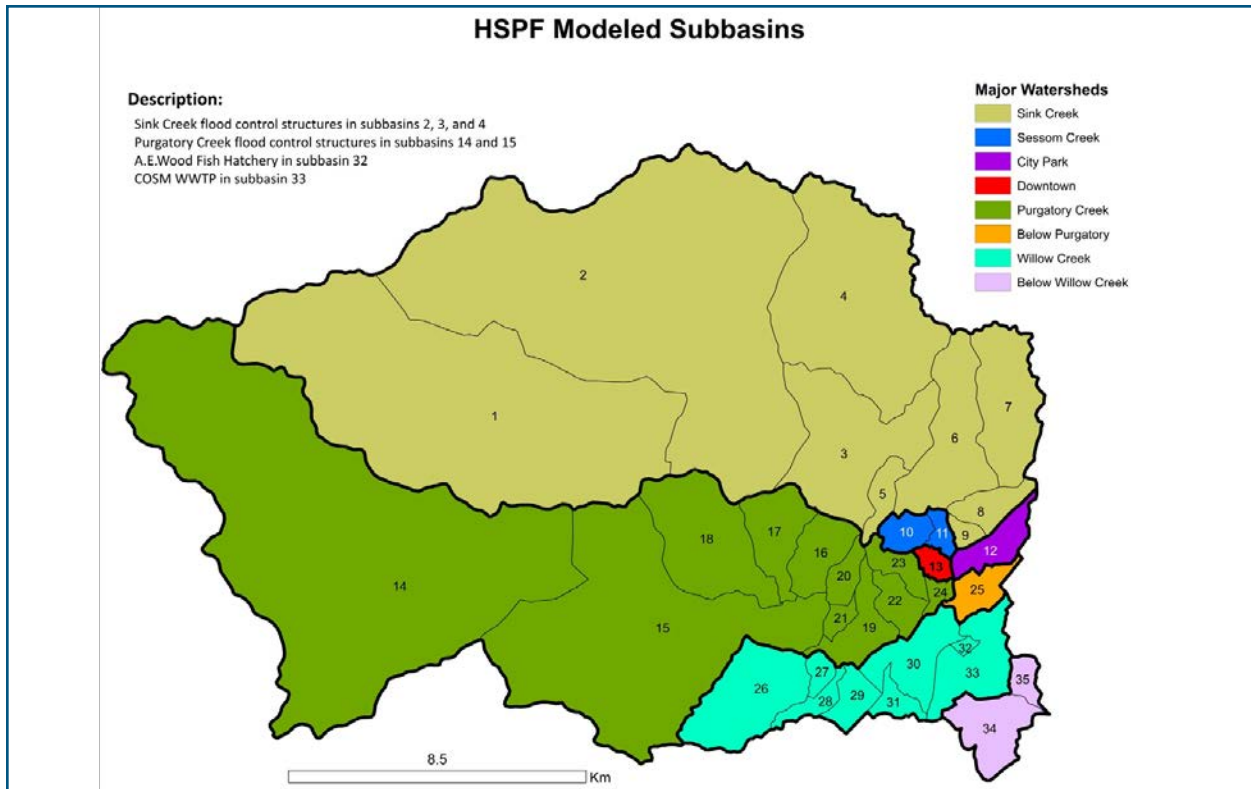 HSPF Modeled Subbasins
Description:
Sink Creek flood control structures in subbasins 2, 3, and 4
Purgatory Creek flood control structures in subbasins 14 and 15
A.E.Wood Fish Hatchery in subbasin 32
COSM WWTP in subbasin 33
Major Watersheds
Sink Creek
Sessom Creek
City Park
Downtown
Purgatory Creek
Below Purgatory
Willow Creek
Below Willow Creek
2
4
1
7
6
3
5
8
10
11
9
12
17
18
16
23
13
20
14
24
25
22
21
15
19
32
30
27
33
35
26
29
28
31
34
8.5
Km